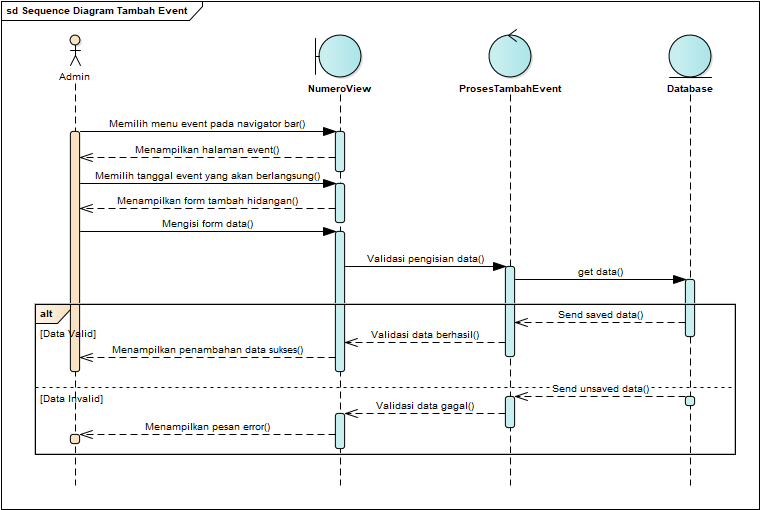 sd Sequence Diagram Tambah Event
Admin
NumeroView
ProsesTambahEvent
Database
Memilih menu event pada navigator bar()
Menampilkan halaman event()
Memilih tanggal event yang akan berlangsung()
Menampilkan form tambah hidangan()
Mengisi form data()
Validasi pengisian data()
get data()
alt
Send saved data()
[Data Valid]
Validasi data berhasil()
Menampilkan penambahan data sukses()
Send unsaved data()
[Data Invalid]
Validasi data gagal()
Menampilkan pesan error()